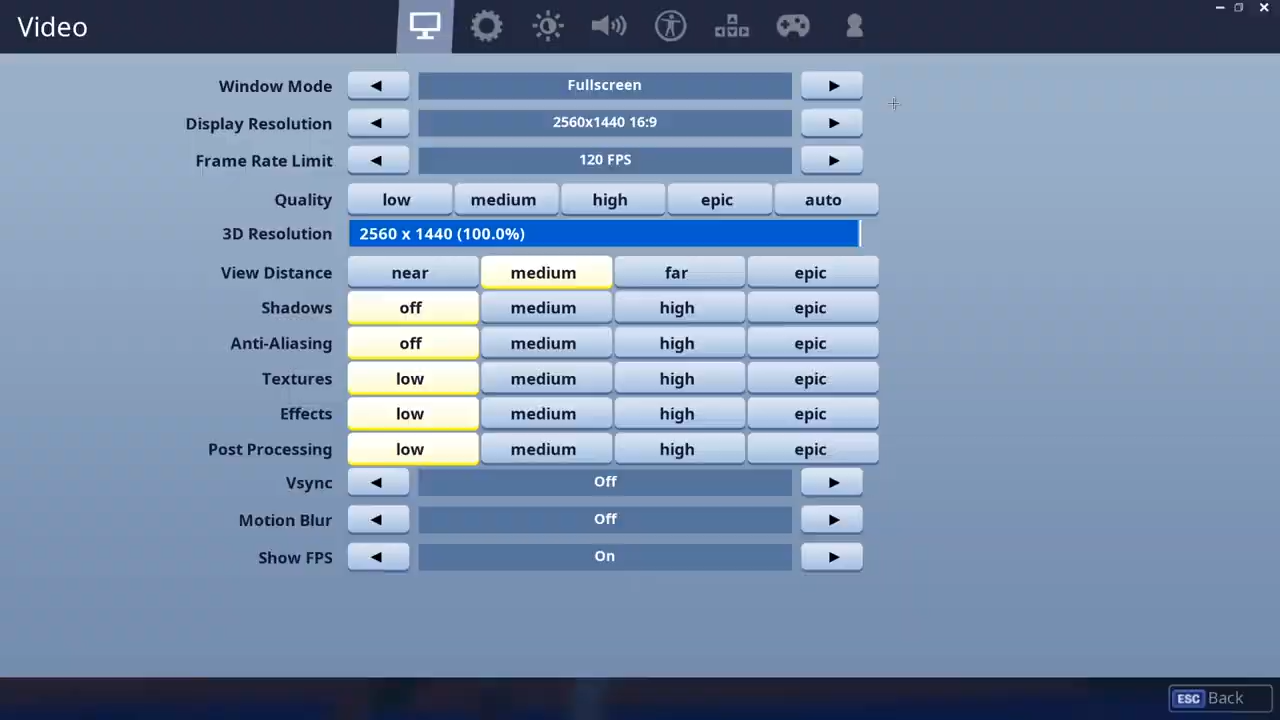 Video
Window Mode Fullscreen
Display Resolution 2560x1440 16:9
Frame Rate Limit 120 FPS
Quality low medium high epic auto
3D Resolution 2560 x 1440 (100.0%)
View Distance near medium far epic
Shadows off medium high epic
Anti-Aliasing off medium high epic
Textures low medium high epic
Effects low medium high epic
Post Processing low medium high epic
Vsync Off
Motion Blur Off
Show FPS On
ESC Back